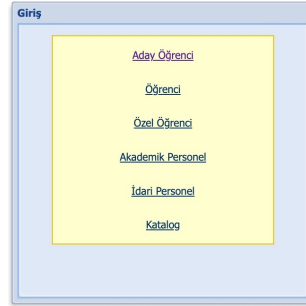 Giriş
Aday Öğrenci
Öğrenci
Özel Öğrenci
Akademik Personel
İdari Personel
Katalog